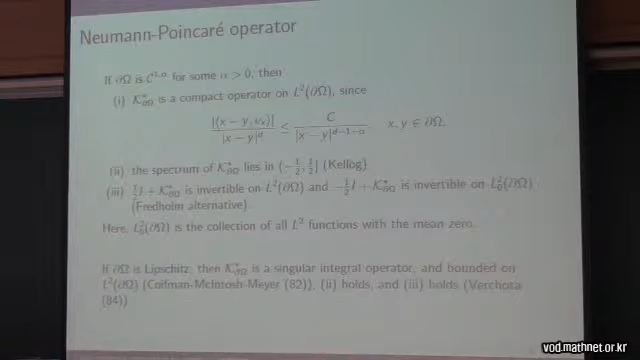 Neumann-Poincaré operator
If ∂Ω is C^{1,α} for some α > 0, then
(i) K*_{∂Ω} is a compact operator on L²(∂Ω), since
|⟨x − y, ν_x⟩| / |x − y|^d ≤ C / |x − y|^{d−1−α} x, y ∈ ∂Ω.
(ii) the spectrum of K*_{∂Ω} lies in (−1/2, 1/2] (Kellog)
(iii) ½I + K*_{∂Ω} is invertible on L²(∂Ω) and −½I + K*_{∂Ω} is invertible on L²₀(∂Ω)
(Fredholm alternative).
Here, L²₀(∂Ω) is the collection of all L² functions with the mean zero.
If ∂Ω is Lipschitz, then K*_{∂Ω} is a singular integral operator, and bounded on
L²(∂Ω) (Coifman-McIntosh-Meyer (82)), (ii) holds, and (iii) holds (Verchota
(84))
vod.mathnet.or.kr